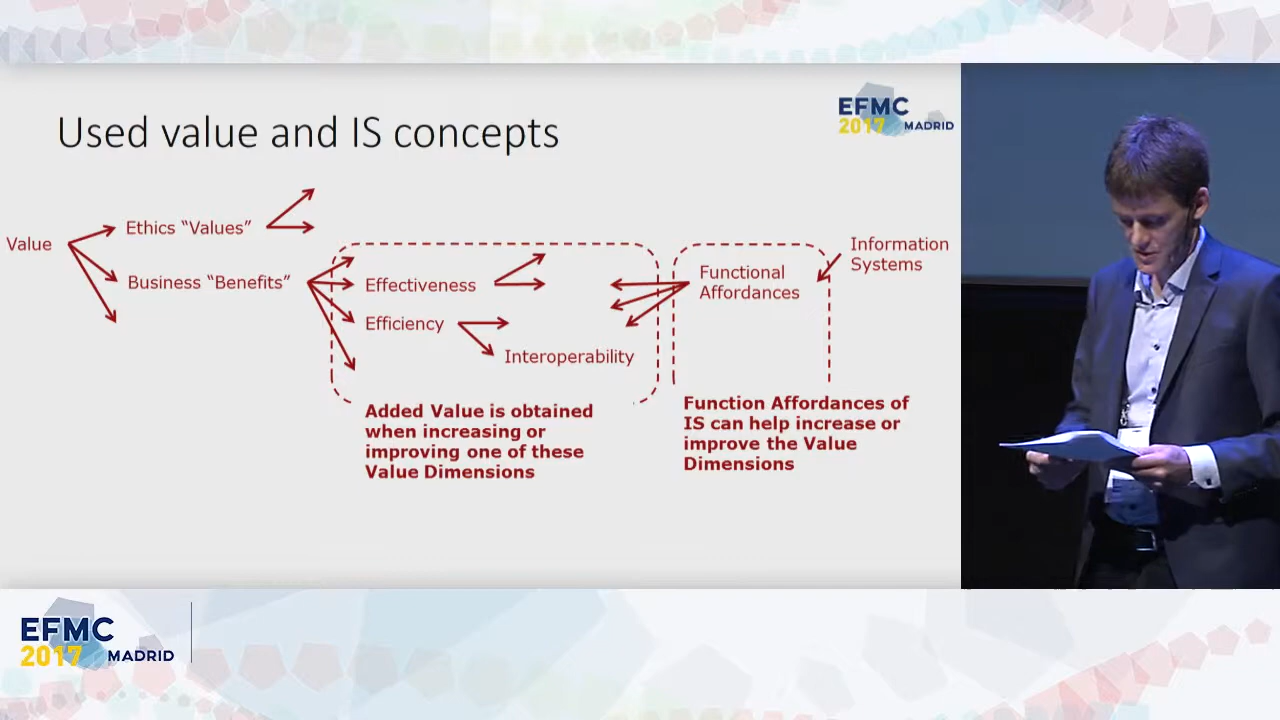 Used value and IS concepts
EFMC
2017 MADRID
Value
Ethics “Values”
Business “Benefits”
Effectiveness
Efficiency
Interoperability
Functional
Affordances
Information
Systems
Added Value is obtained
when increasing or
improving one of these
Value Dimensions
Function Affordances of
IS can help increase or
improve the Value
Dimensions
EFMC
2017 MADRID